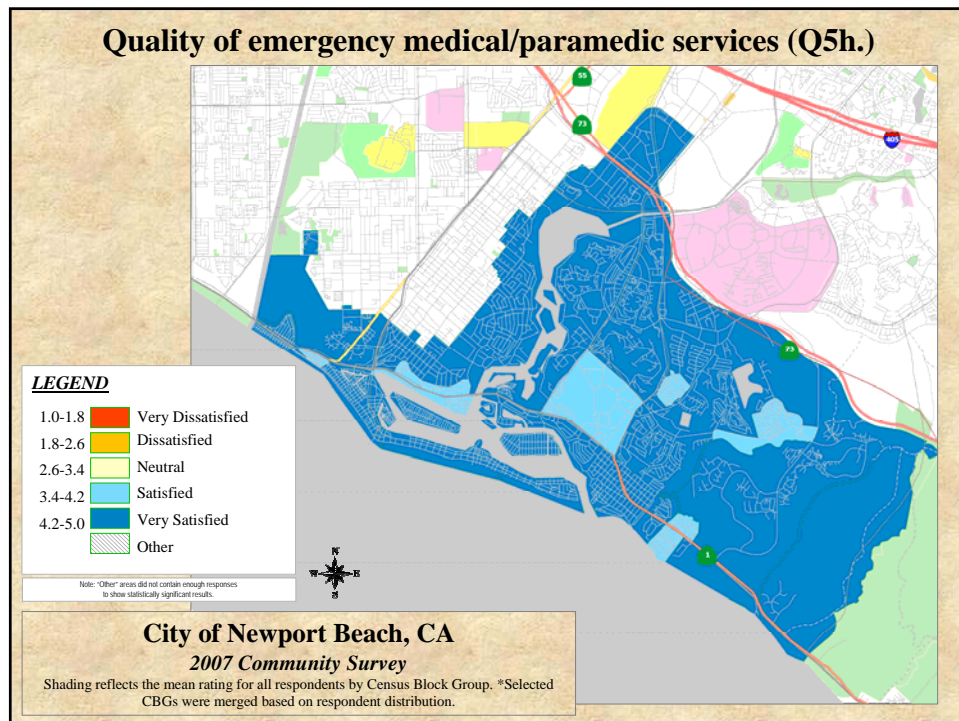 Quality of emergency medical/paramedic services (Q5h.)
55
73
405
73
1
LEGEND
1.0-1.8 Very Dissatisfied
1.8-2.6 Dissatisfied
2.6-3.4 Neutral
3.4-4.2 Satisfied
4.2-5.0 Very Satisfied
Other
Note: "Other" areas did not contain enough responses
to show statistically significant results.
N
W E
S
City of Newport Beach, CA
2007 Community Survey
Shading reflects the mean rating for all respondents by Census Block Group. *Selected
CBGs were merged based on respondent distribution.